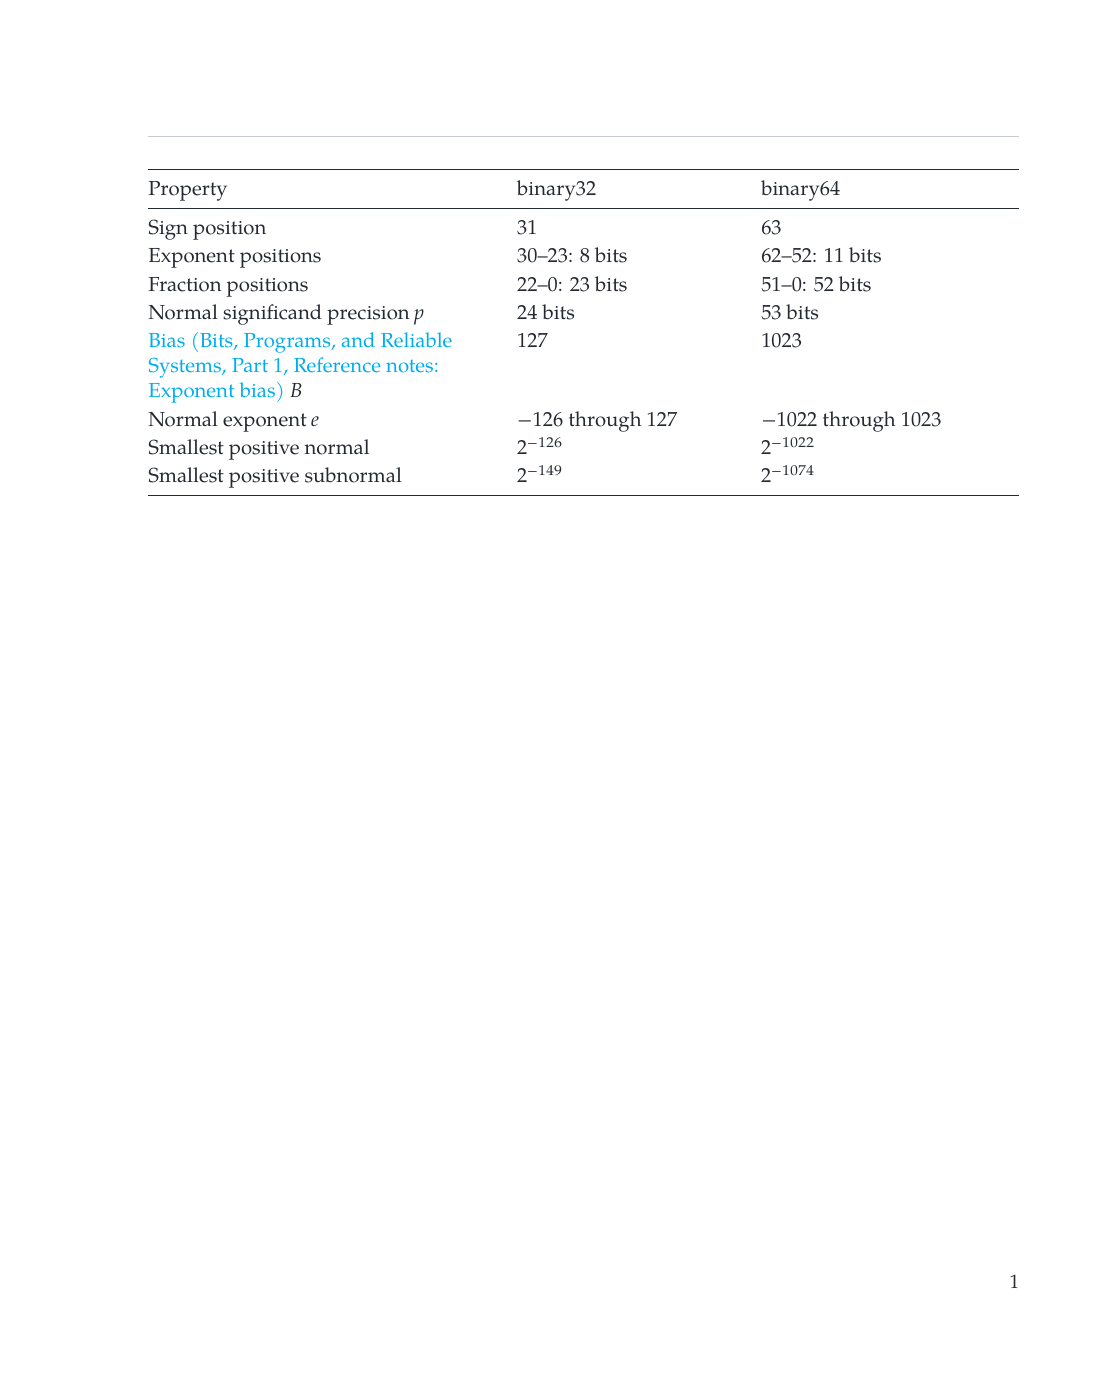 Property binary32 binary64
Sign position 31 63
Exponent positions 30–23: 8 bits 62–52: 11 bits
Fraction positions 22–0: 23 bits 51–0: 52 bits
Normal significand precision p 24 bits 53 bits
Bias (Bits, Programs, and Reliable 127 1023
Systems, Part 1, Reference notes:
Exponent bias) B
Normal exponent e −126 through 127 −1022 through 1023
Smallest positive normal 2⁻¹²⁶ 2⁻¹⁰²²
Smallest positive subnormal 2⁻¹⁴⁹ 2⁻¹⁰⁷⁴
1